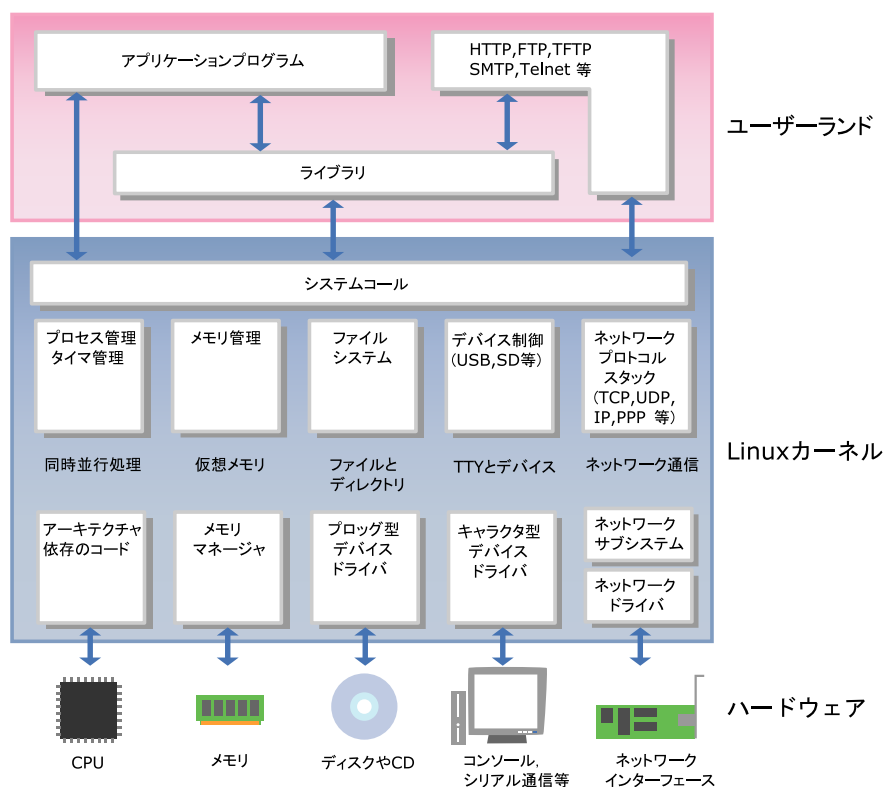 アプリケーションプログラム
HTTP,FTP,TFTP
SMTP,Telnet 等
ライブラリ
ユーザーランド
システムコール
プロセス管理
タイマ管理
メモリ管理
ファイル
システム
デバイス制御
(USB,SD等)
ネットワーク
プロトコル
スタック
(TCP,UDP,
IP,PPP 等)
同時並行処理
仮想メモリ
ファイルと
ディレクトリ
TTYとデバイス
ネットワーク通信
Linuxカーネル
アーキテクチャ
依存のコード
メモリ
マネージャ
プロッグ型
デバイス
ドライバ
キャラクタ型
デバイス
ドライバ
ネットワーク
サブシステム
ネットワーク
ドライバ
ハードウェア
CPU
メモリ
ディスクやCD
コンソール,
シリアル通信等
ネットワーク
インターフェース